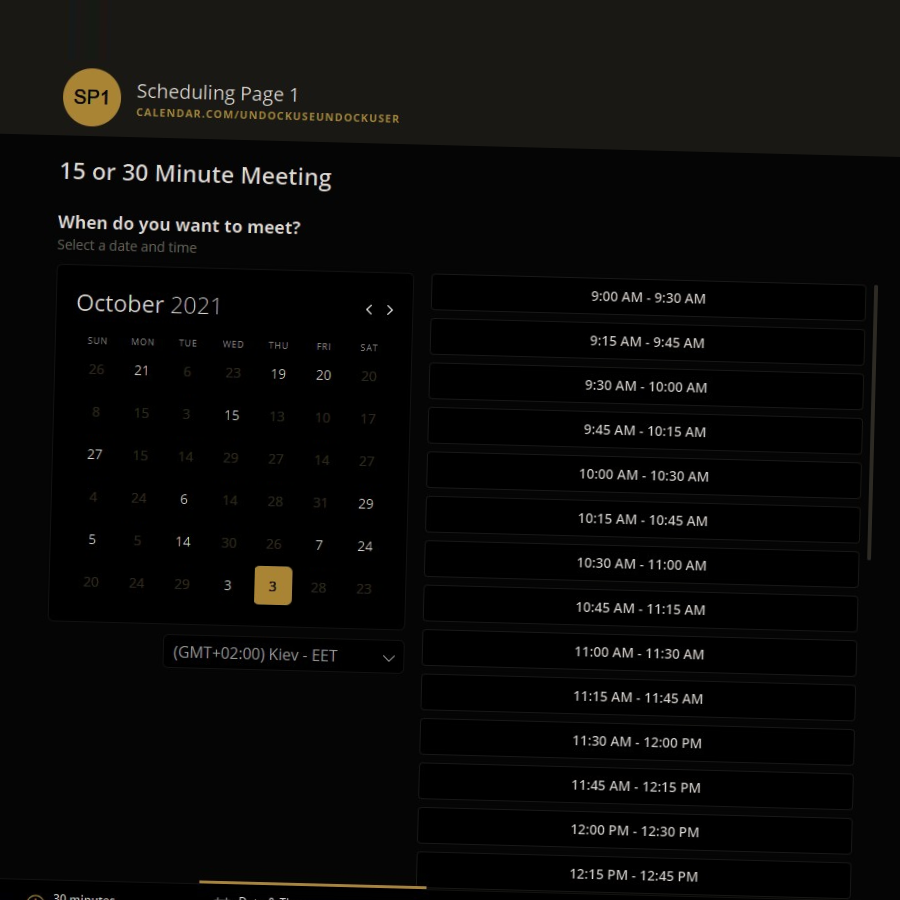 SP1
Scheduling Page 1
CALENDAR.COM/UNDOCKUSEUNDOCKUSER
15 or 30 Minute Meeting
When do you want to meet?
Select a date and time
October 2021
SUN MON TUE WED THU FRI SAT
26 21 6 23 19 20 20
8 15 3 15 13 10 17
27 15 14 29 27 14 27
4 24 6 14 28 31 29
5 5 14 30 26 7 24
20 24 29 3 3 28 23
(GMT+02:00) Kiev - EET
9:00 AM - 9:30 AM
9:15 AM - 9:45 AM
9:30 AM - 10:00 AM
9:45 AM - 10:15 AM
10:00 AM - 10:30 AM
10:15 AM - 10:45 AM
10:30 AM - 11:00 AM
10:45 AM - 11:15 AM
11:00 AM - 11:30 AM
11:15 AM - 11:45 AM
11:30 AM - 12:00 PM
11:45 AM - 12:15 PM
12:00 PM - 12:30 PM
12:15 PM - 12:45 PM
30 minutes